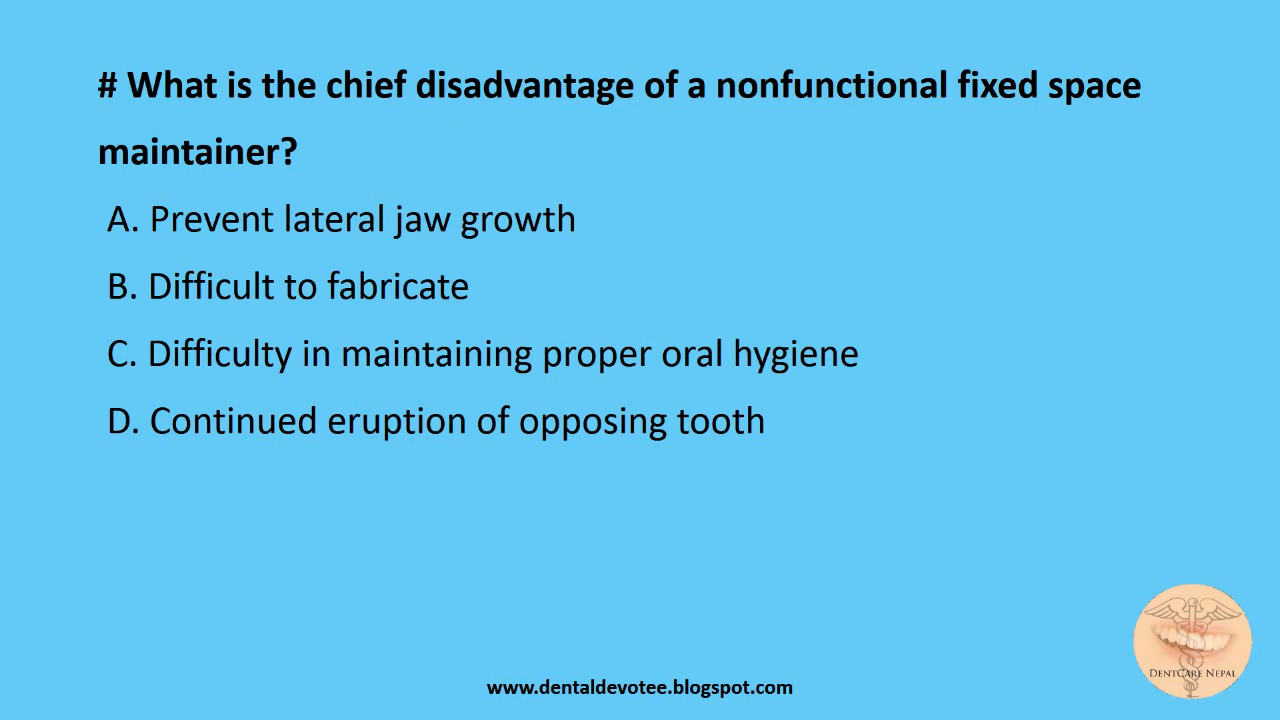 # What is the chief disadvantage of a nonfunctional fixed space
maintainer?
A. Prevent lateral jaw growth
B. Difficult to fabricate
C. Difficulty in maintaining proper oral hygiene
D. Continued eruption of opposing tooth
DentCare Nepal
www.dentaldevotee.blogspot.com